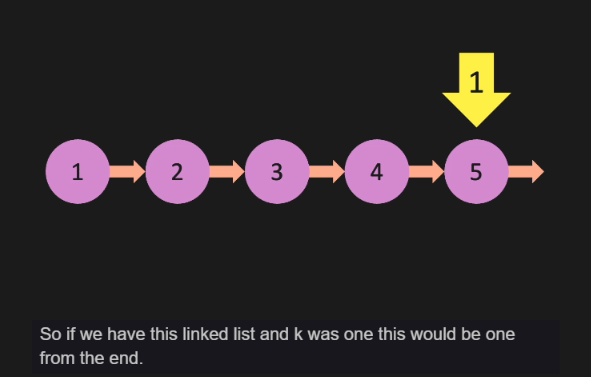 1
1 2 3 4 5
So if we have this linked list and k was one this would be one
from the end.